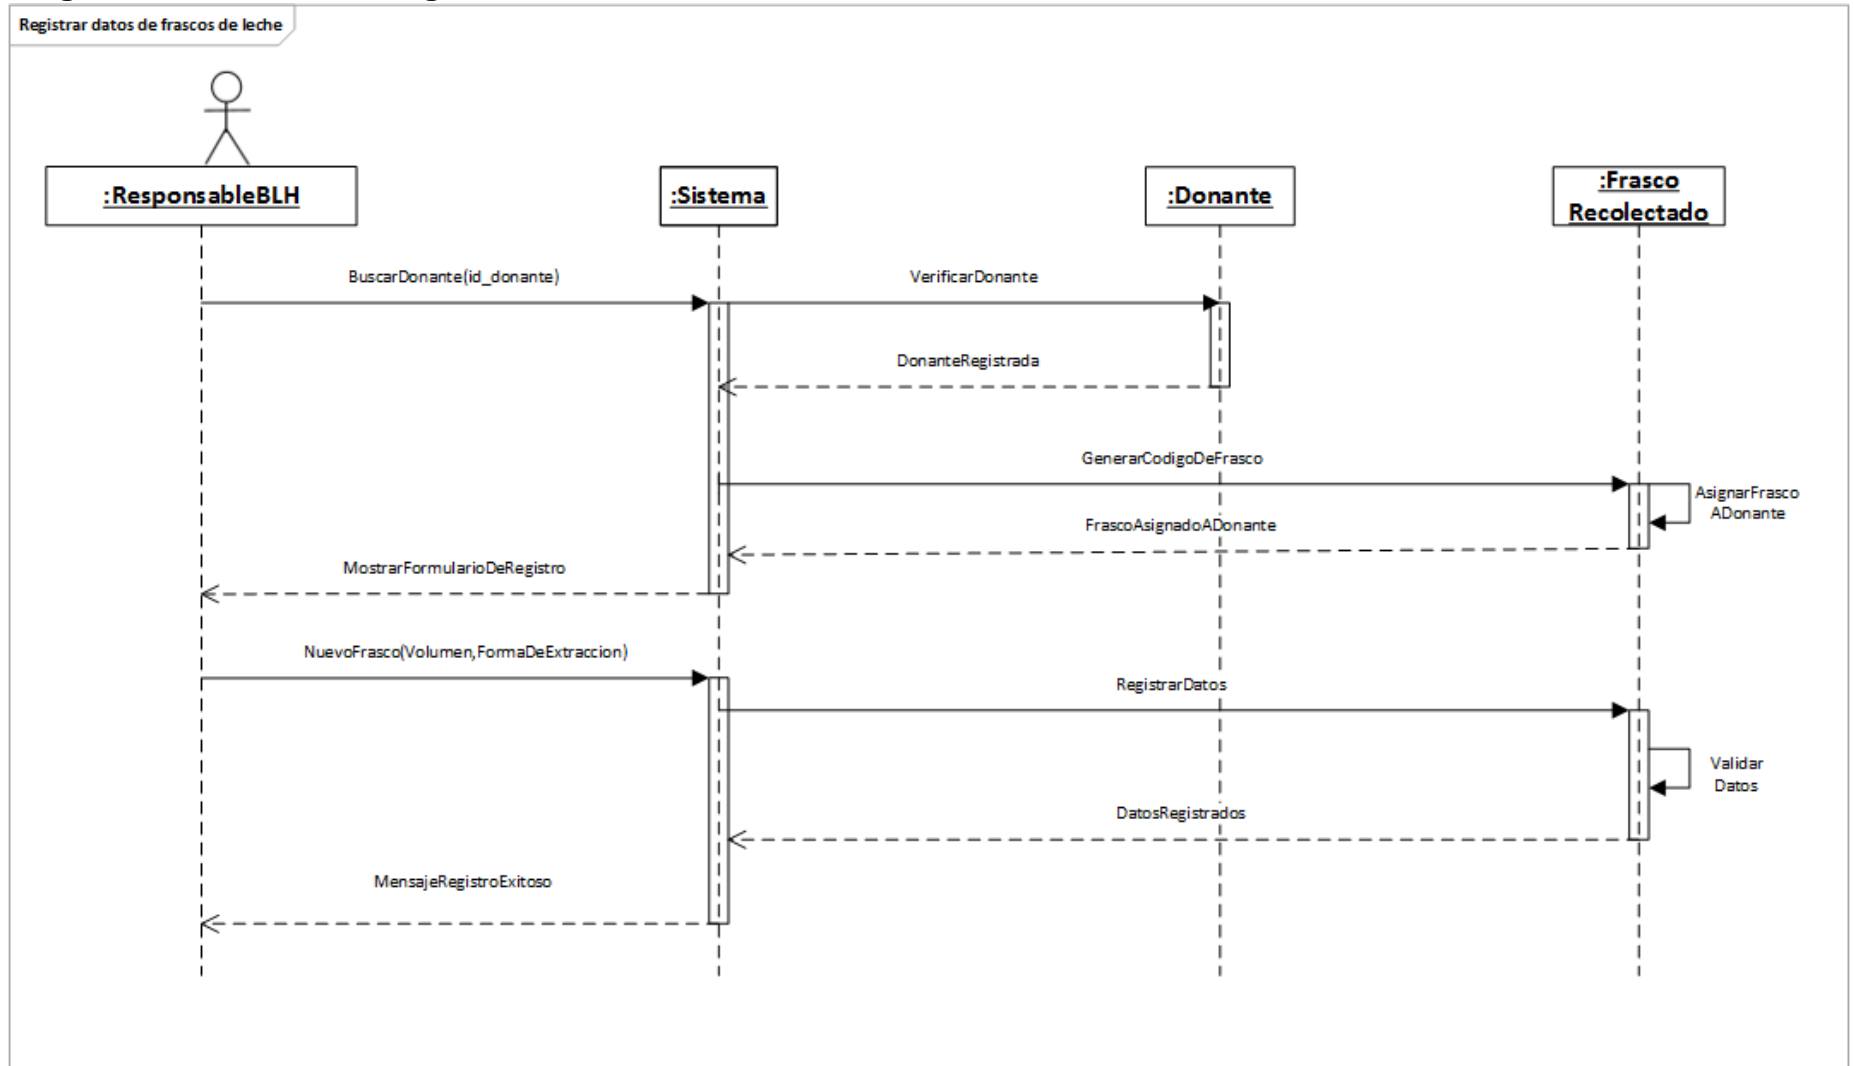 Registrar datos de frascos de leche
:ResponsableBLH
:Sistema
:Donante
:Frasco
Recolectado
BuscarDonante(id_donante)
VerificarDonante
DonanteRegistrada
GenerarCodigoDeFrasco
AsignarFrasco
ADonante
FrascoAsignadoADonante
MostrarFormularioDeRegistro
NuevoFrasco(Volumen,FormaDeExtraccion)
RegistrarDatos
Validar
Datos
DatosRegistrados
MensajeRegistroExitoso